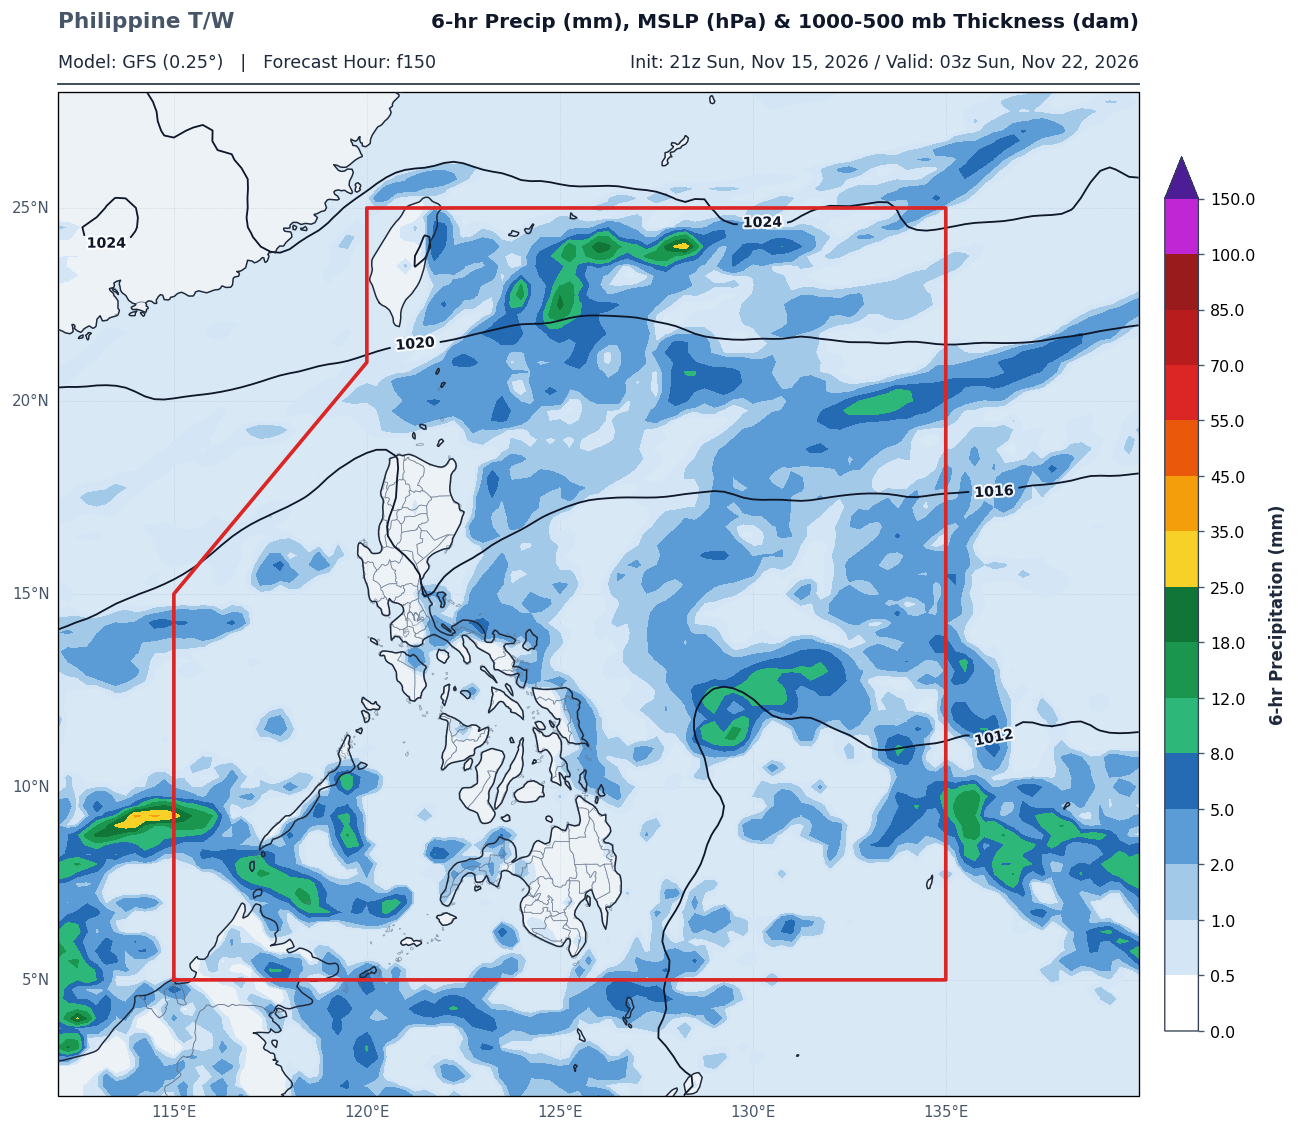 Philippine T/W
6-hr Precip (mm), MSLP (hPa) & 1000-500 mb Thickness (dam)
Model: GFS (0.25°) | Forecast Hour: f150
Init: 21z Sun, Nov 15, 2026 / Valid: 03z Sun, Nov 22, 2026
25°N
20°N
15°N
10°N
5°N
115°E
120°E
125°E
130°E
135°E
1024
1024
1020
1016
1012
150.0
100.0
85.0
70.0
55.0
45.0
35.0
25.0
18.0
12.0
8.0
5.0
2.0
1.0
0.5
0.0
6-hr Precipitation (mm)